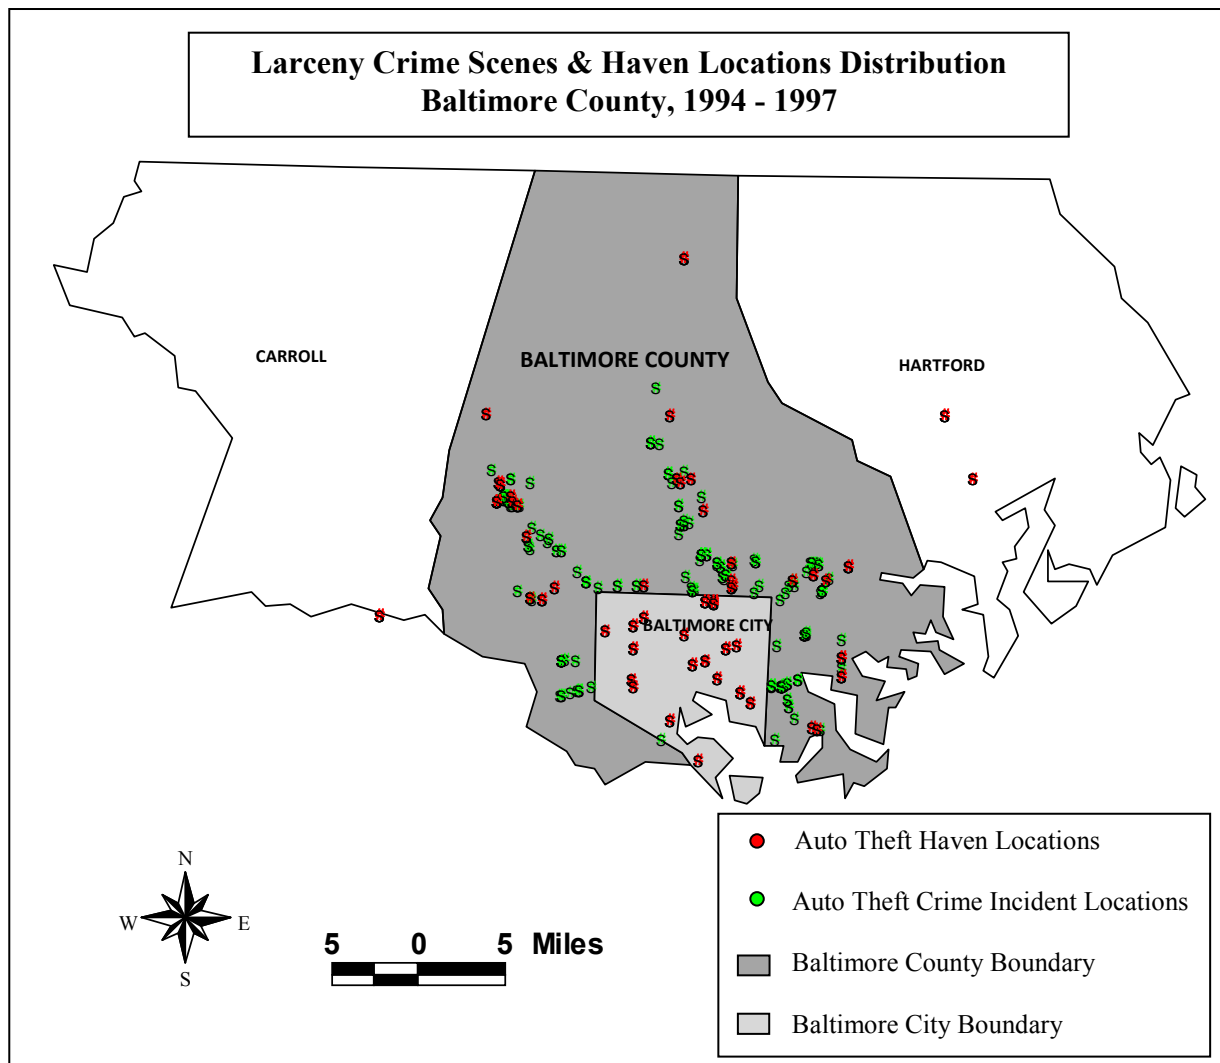 Larceny Crime Scenes & Haven Locations Distribution
Baltimore County, 1994 - 1997
CARROLL
BALTIMORE COUNTY
HARTFORD
BALTIMORE CITY
N
W E
S
5 0 5 Miles
Auto Theft Haven Locations
Auto Theft Crime Incident Locations
Baltimore County Boundary
Baltimore City Boundary